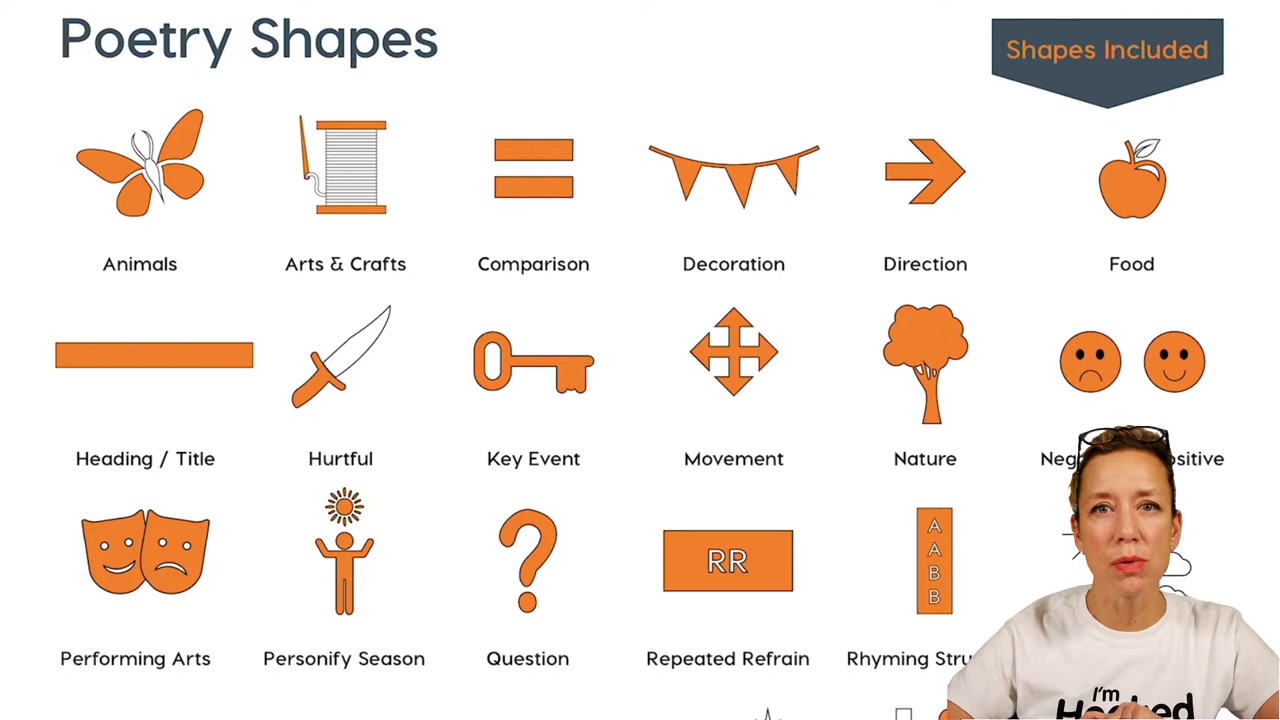 Poetry Shapes
Shapes Included
Animals
Arts & Crafts
Comparison
Decoration
Direction
Food
Heading / Title
Hurtful
Key Event
Movement
Nature
RR
A
A
B
B
Performing Arts
Personify Season
Question
Repeated Refrain
Rhyming
I'm